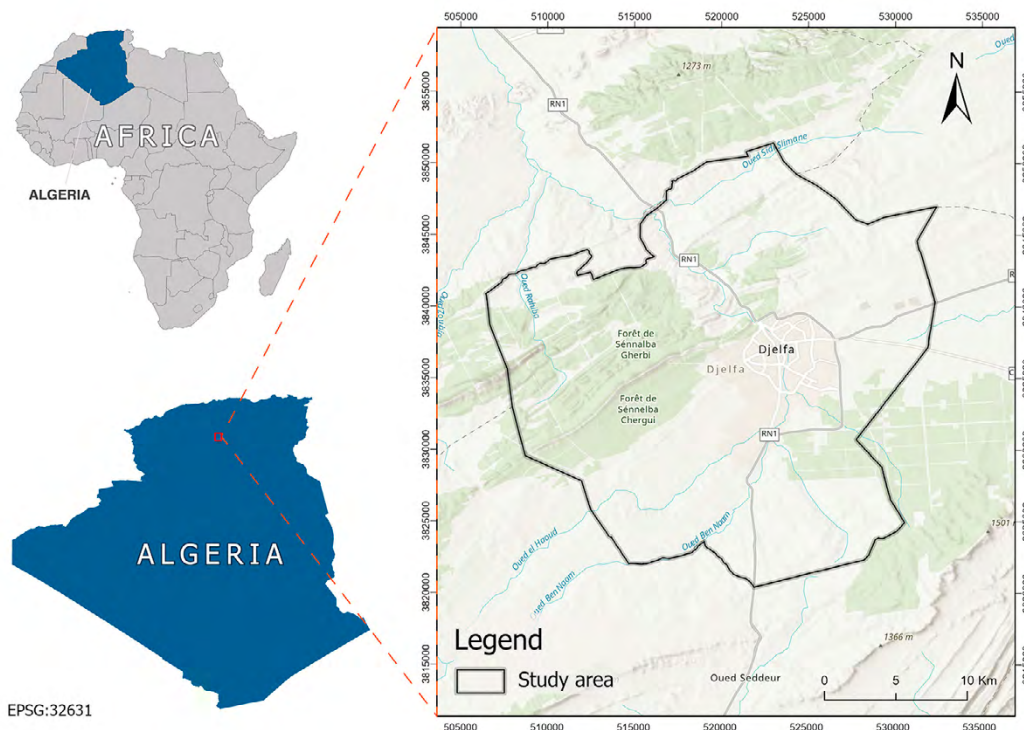 AFRICA
ALGERIA
ALGERIA
EPSG:32631
505000 510000 515000 520000 525000 530000 535000
3855000
3850000
3845000
3840000
3835000
3830000
3825000
3820000
3815000
N
1273 m
RN1
Oued Sidi Slimane
RN1
Oued Rahiba
Forêt de
Sénnalba
Gherbi
Djelfa
Djelfa
Forêt de
Sénnelba
Chergui
RN1
Oued el Haoud
Oued Ben Naam
Oued Ben Naam
1501 m
1366 m
Oued Seddeur
Legend
Study area
0 5 10 Km
505000 510000 515000 520000 525000 530000 535000